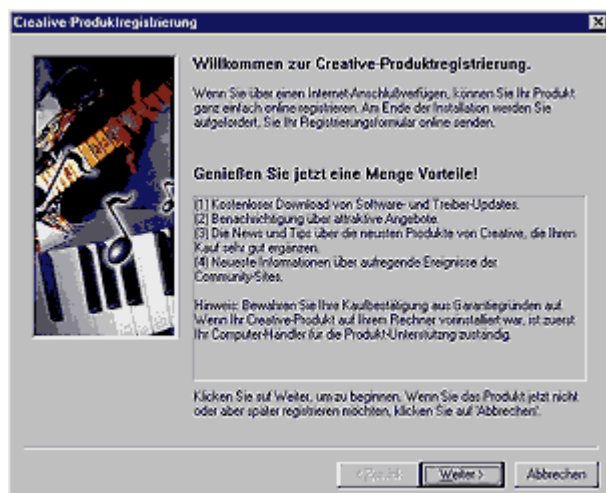 Creative-Produktregistrierung
Willkommen zur Creative-Produktregistrierung.
Wenn Sie über einen Internet-Anschlußverfügen, können Sie Ihr Produkt
ganz einfach online registrieren. Am Ende der Installation werden Sie
aufgefordert, Sie Ihr Registrierungsformular online senden.
Genießen Sie jetzt eine Menge Vorteile!
(1) Kostenloser Download von Software- und Treiber-Updates.
(2) Benachrichtigung über attraktive Angebote.
(3) Die News und Tips über die neusten Produkte von Creative, die Ihren
Kauf sehr gut ergänzen.
(4) Neueste Informationen über aufregende Ereignisse der
Community-Sites.
Hinweis: Bewahren Sie Ihre Kaufbestätigung aus Garantiegründen auf.
Wenn Ihr Creative-Produkt auf Ihrem Rechner vorinstalliert war, ist zuerst
Ihr Computer-Händler für die Produkt-Unterstützng zuständig.
Klicken Sie auf Weiter, um zu beginnen. Wenn Sie das Produkt jetzt nicht
oder aber später registrieren möchten, klicken Sie auf 'Abbrechen'.
< Zurück
Weiter >
Abbrechen